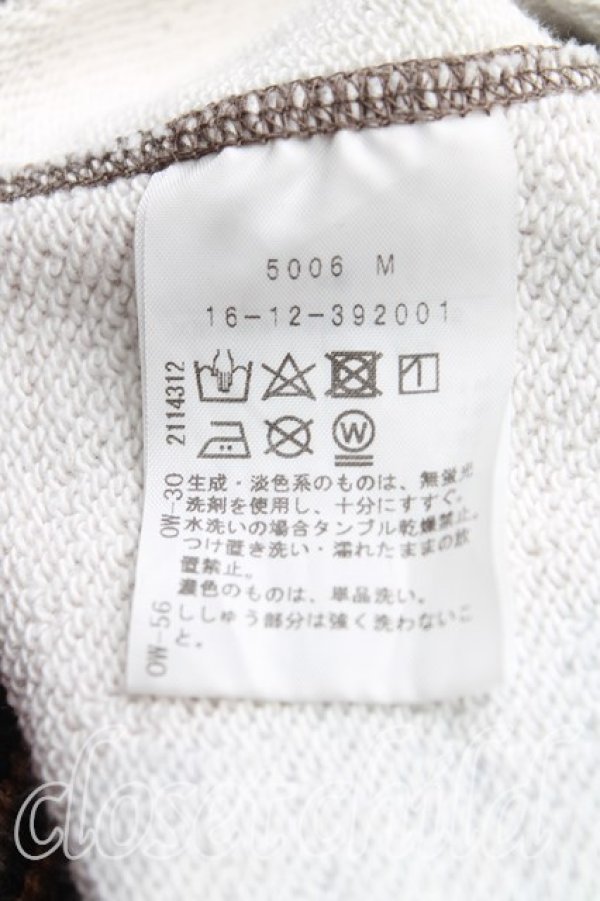 5006 M
16-12-392001
W
生成・淡色系のものは、無蛍光
洗剤を使用し、十分にすすぐ。
水洗いの場合タンブル乾燥禁止。
つけ置き洗い・濡れたままの放
置禁止。
濃色のものは、単品洗い。
ししゅう部分は強く洗わないこ
と。
OW-56 OW-30 2114312
closet child